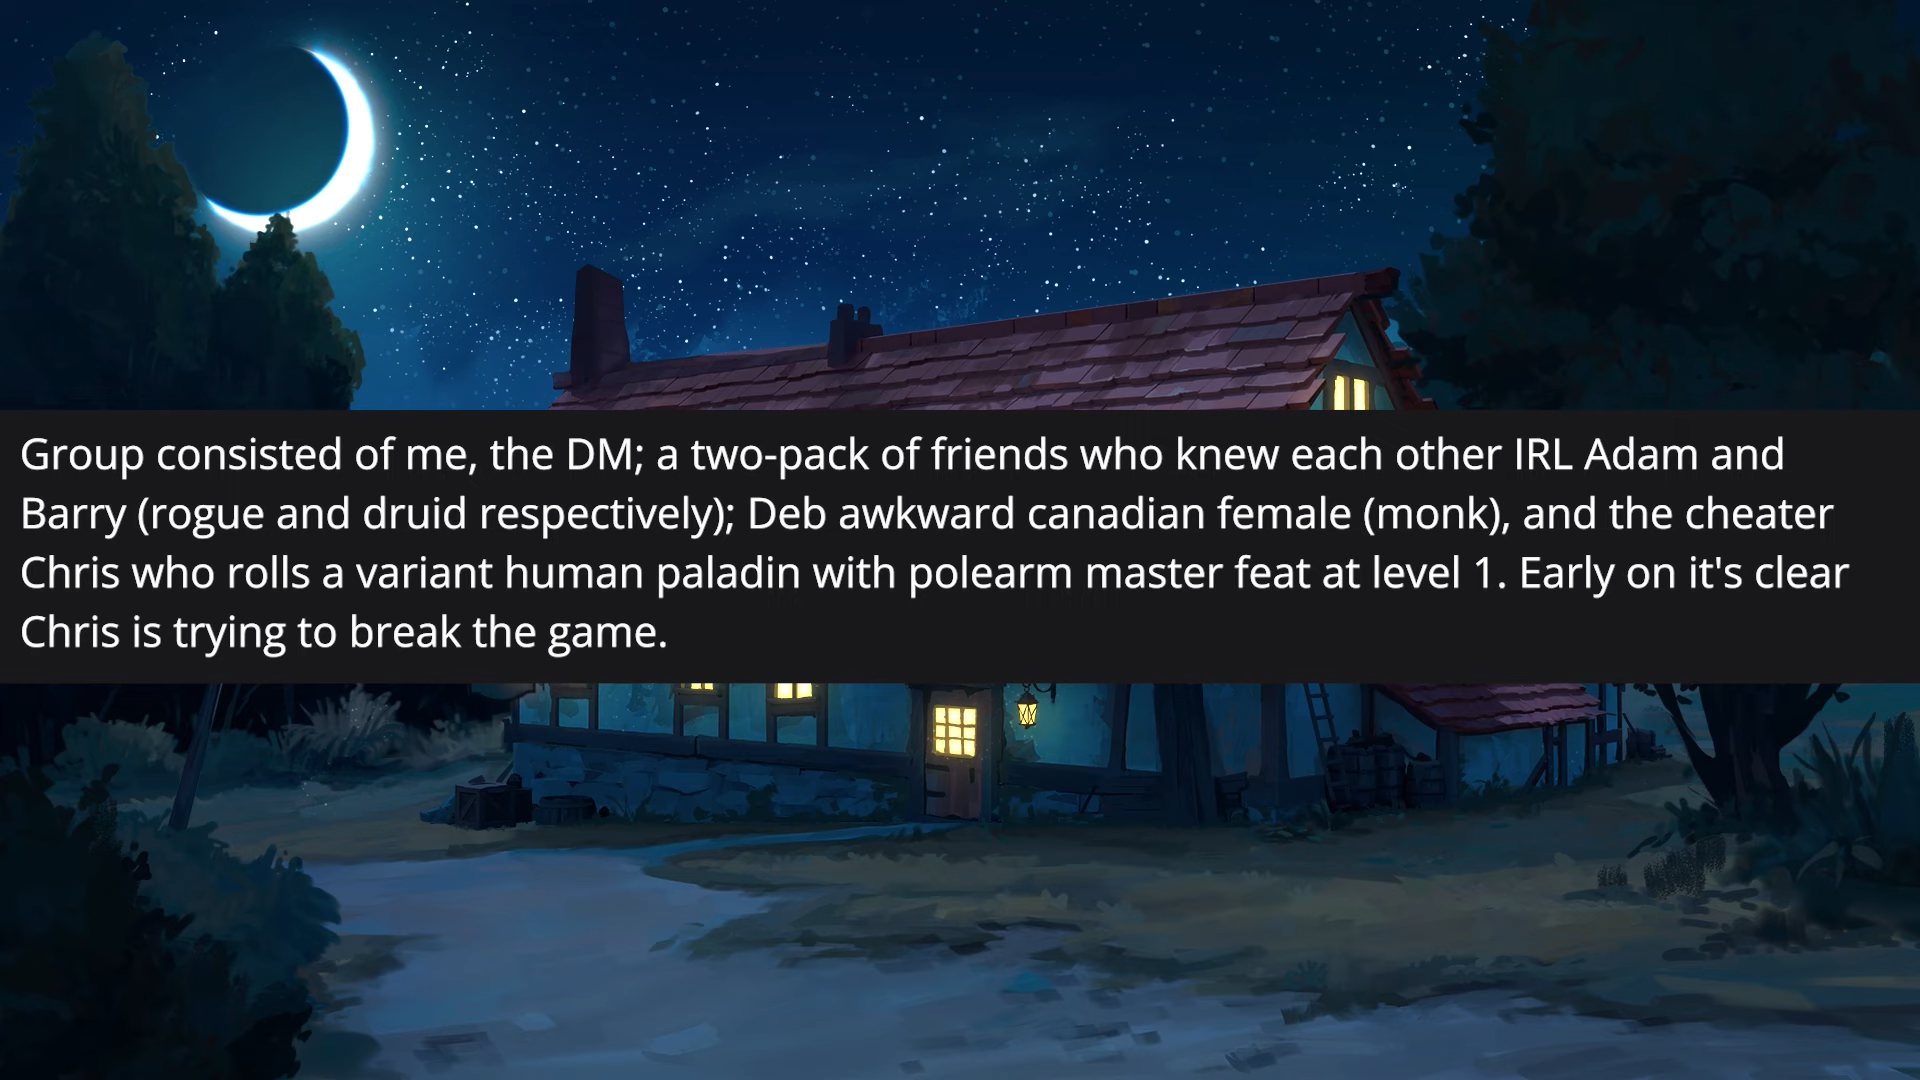 Group consisted of me, the DM; a two-pack of friends who knew each other IRL Adam and
Barry (rogue and druid respectively); Deb awkward canadian female (monk), and the cheater
Chris who rolls a variant human paladin with polearm master feat at level 1. Early on it's clear
Chris is trying to break the game.